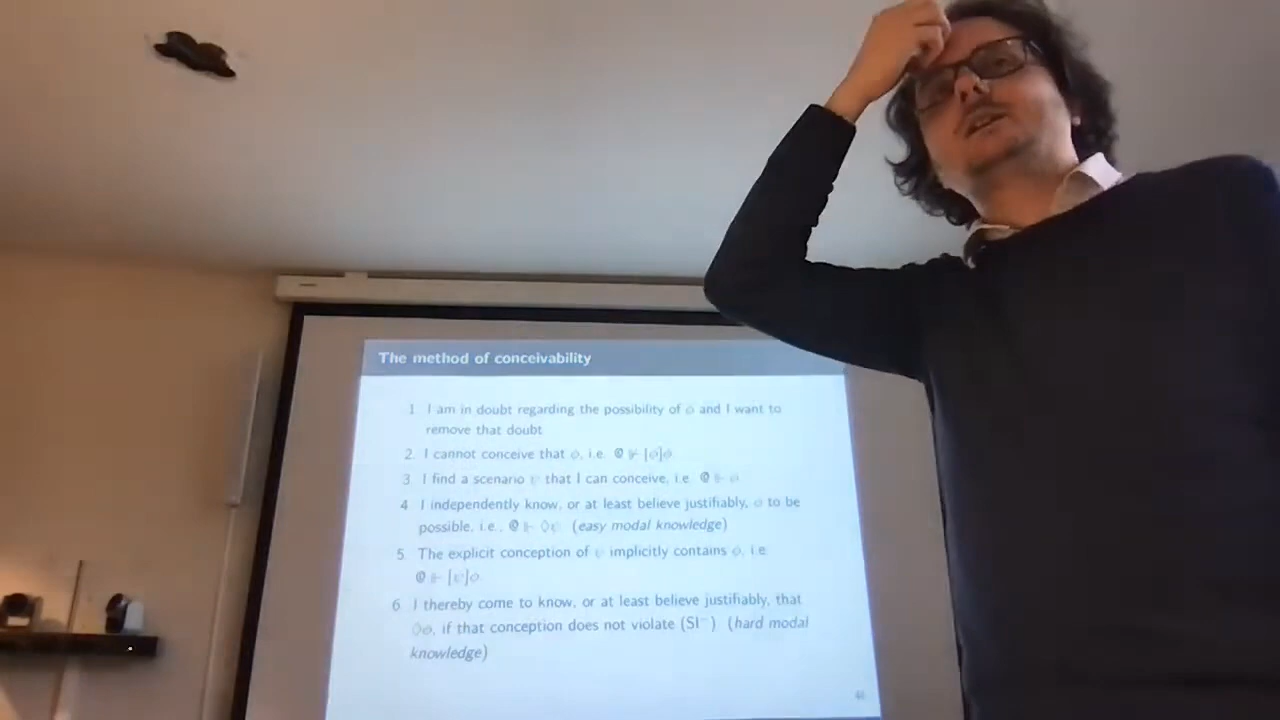 The method of conceivability
1. I am in doubt regarding the possibility of ϕ and I want to
remove that doubt
2. I cannot conceive that ϕ, i.e. @ ⊮ [ϕ]ϕ
3. I find a scenario ψ that I can conceive, i.e. @ ⊩
4. I independently know, or at least believe justifiably, to be
possible, i.e., @ ⊩ ◊ψ (easy modal knowledge)
5. The explicit conception of ψ implicitly contains ϕ, i.e.
@ ⊩ [ψ]ϕ
6. I thereby come to know, or at least believe justifiably, that
◊ϕ, if that conception does not violate (SI⁻) (hard modal
knowledge)